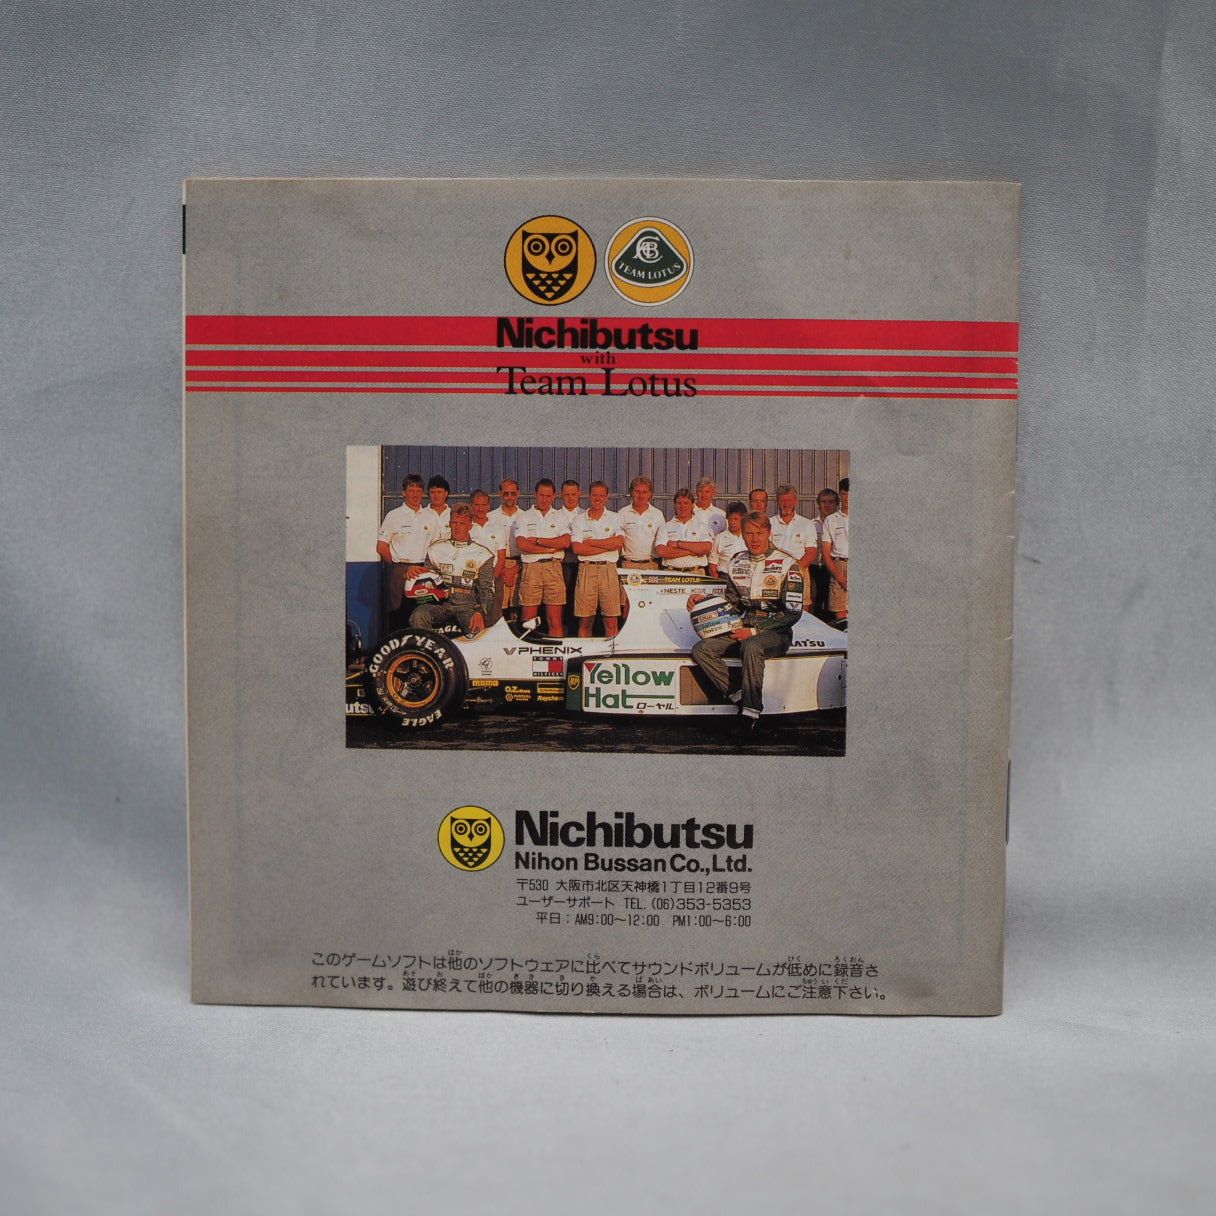 TEAM LOTUS
Nichibutsu
with
Team Lotus
TEAM LOTUS
NESTE
KOMATSU
PHENIX
GOODYEAR
EAGLE
EAGLE
TOMMY
HILFIGER
BP
Yellow
Hat ローヤル
Marlboro
Nichibutsu
Nihon Bussan Co.,Ltd.
〒530 大阪市北区天神橋1丁目12番9号
ユーザーサポート TEL.(06)353-5353
平日:AM9:00〜12:00 PM1:00〜6:00
このゲームソフトは他のソフトウェアに比べてサウンドボリュームが低めに録音さ
れています。遊び終えて他の機器に切り換える場合は、ボリュームにご注意下さい。